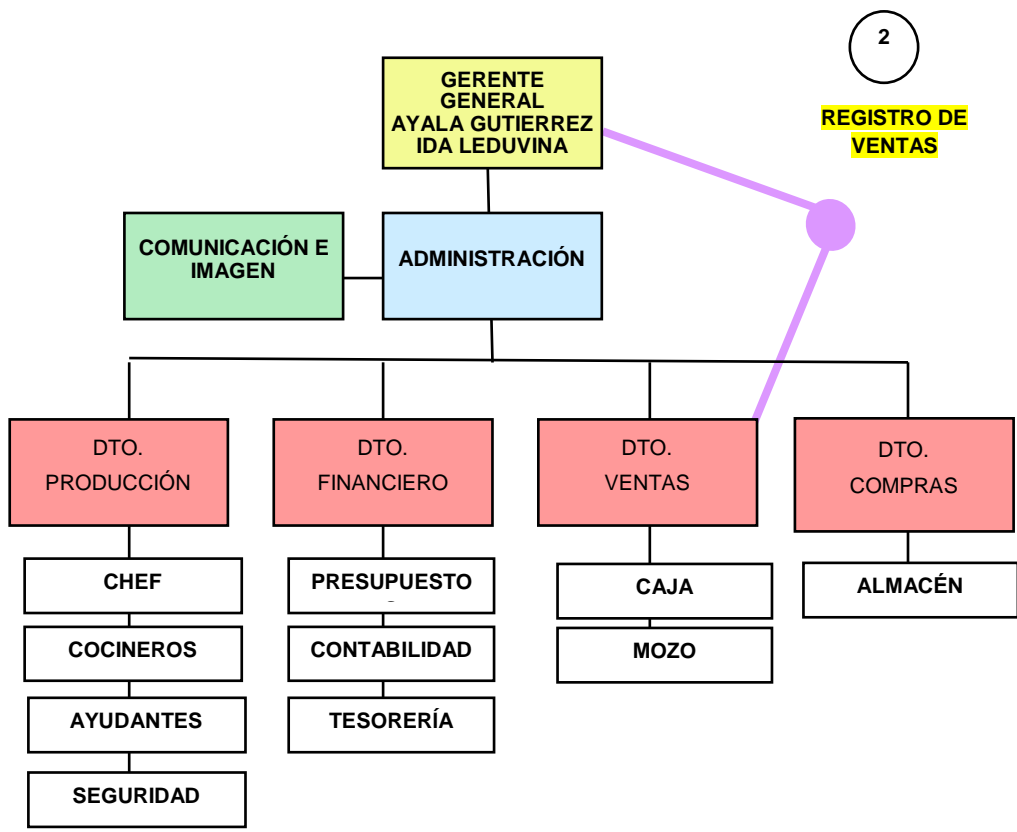 2
REGISTRO DE
VENTAS
GERENTE
GENERAL
AYALA GUTIERREZ
IDA LEDUVINA
COMUNICACIÓN E
IMAGEN
ADMINISTRACIÓN
DTO.
PRODUCCIÓN
DTO.
FINANCIERO
DTO.
VENTAS
DTO.
COMPRAS
CHEF
COCINEROS
AYUDANTES
SEGURIDAD
PRESUPUESTO
CONTABILIDAD
TESORERÍA
CAJA
MOZO
ALMACÉN